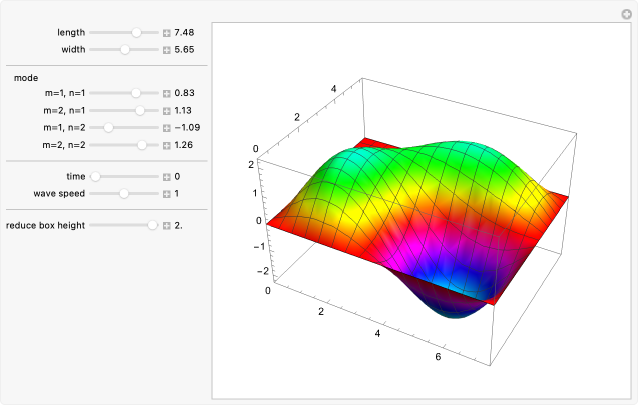 length 7.48
width 5.65
mode
m=1, n=1 0.83
m=2, n=1 1.13
m=1, n=2 −1.09
m=2, n=2 1.26
time 0
wave speed 1
reduce box height 2.
4
2
0
2
1
0
−1
−2
0
2
4
6